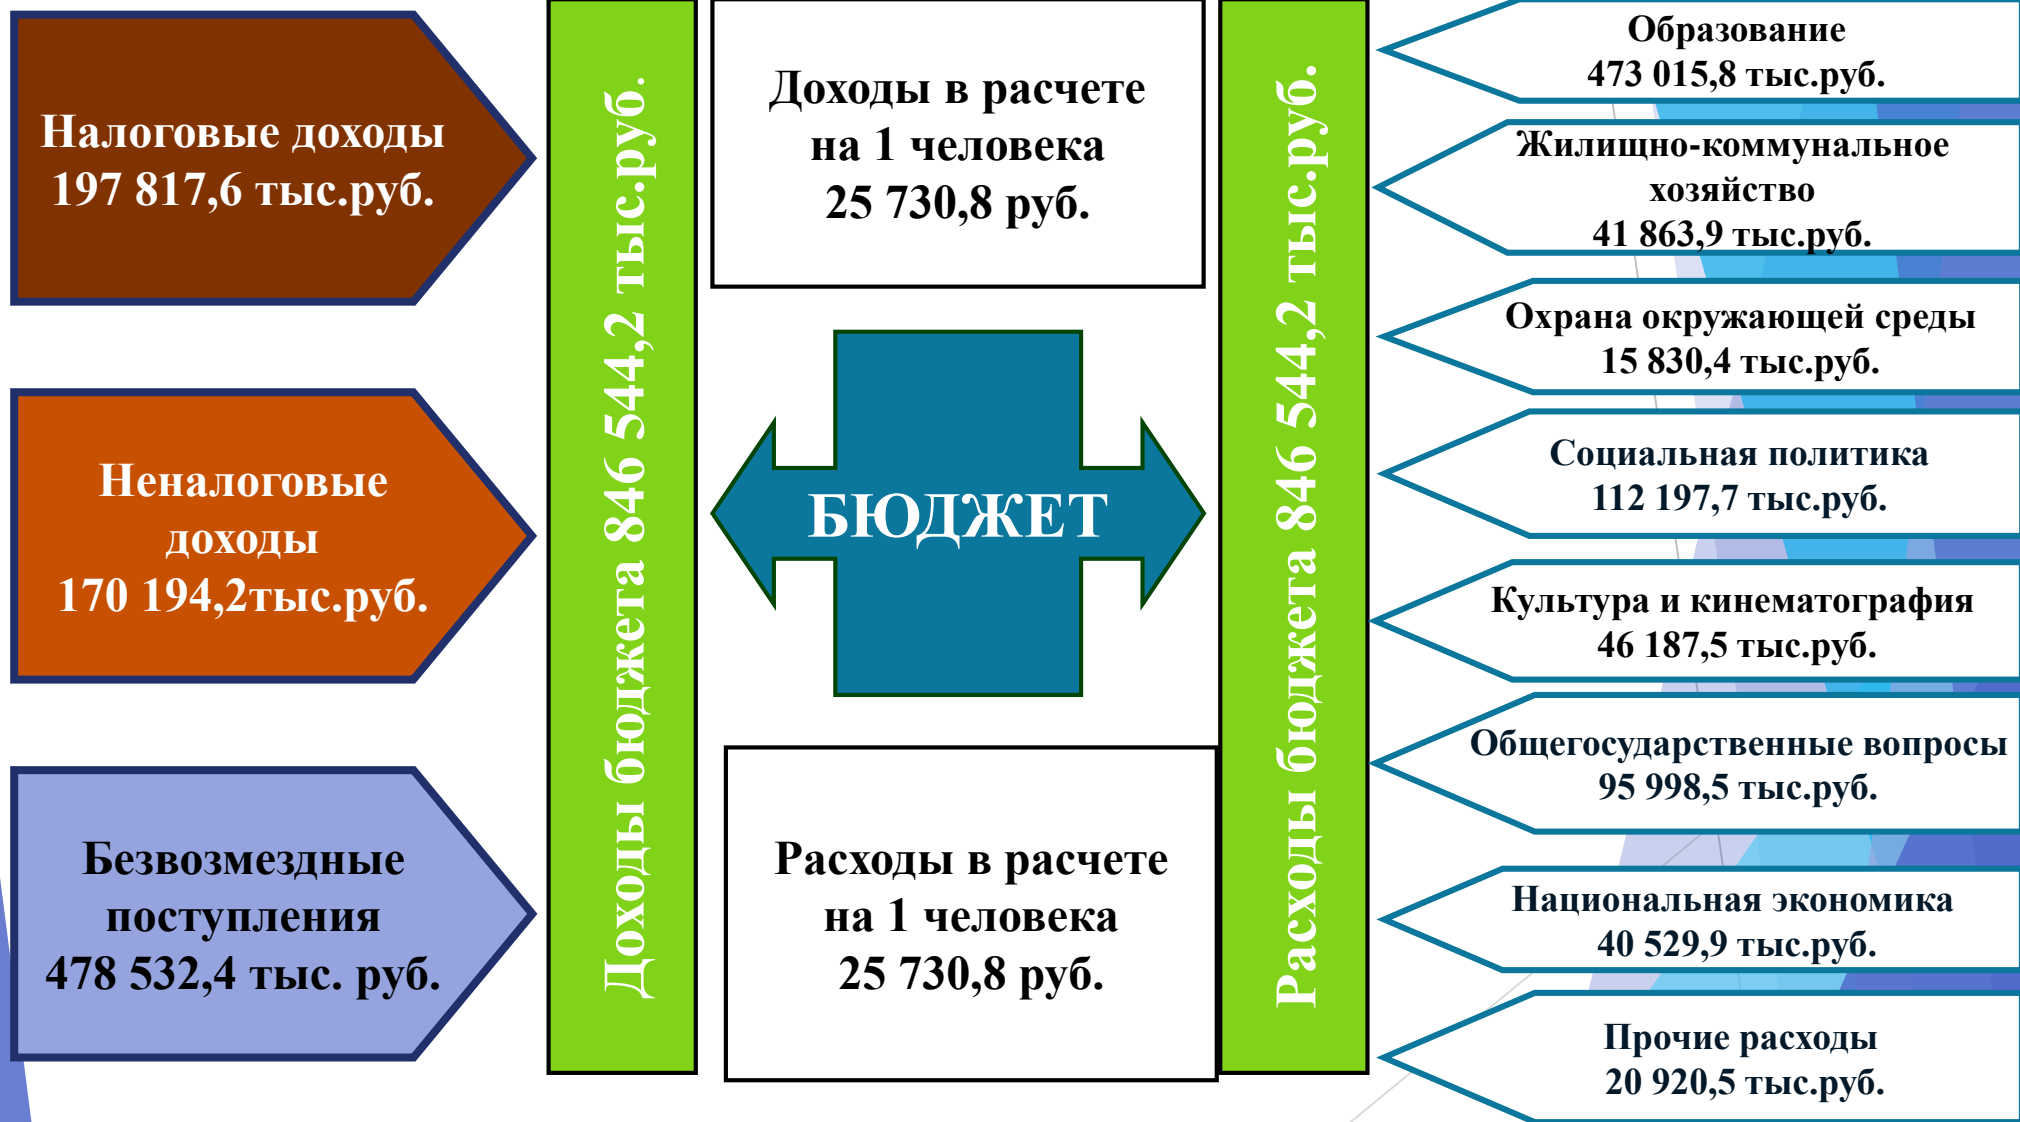 Налоговые доходы
197 817,6 тыс.руб.
Неналоговые
доходы
170 194,2тыс.руб.
Безвозмездные
поступления
478 532,4 тыс. руб.
Доходы бюджета 846 544,2 тыс.руб.
Доходы в расчете
на 1 человека
25 730,8 руб.
БЮДЖЕТ
Расходы в расчете
на 1 человека
25 730,8 руб.
Расходы бюджета 846 544,2 тыс.руб.
Образование
473 015,8 тыс.руб.
Жилищно-коммунальное
хозяйство
41 863,9 тыс.руб.
Охрана окружающей среды
15 830,4 тыс.руб.
Социальная политика
112 197,7 тыс.руб.
Культура и кинематография
46 187,5 тыс.руб.
Общегосударственные вопросы
95 998,5 тыс.руб.
Национальная экономика
40 529,9 тыс.руб.
Прочие расходы
20 920,5 тыс.руб.